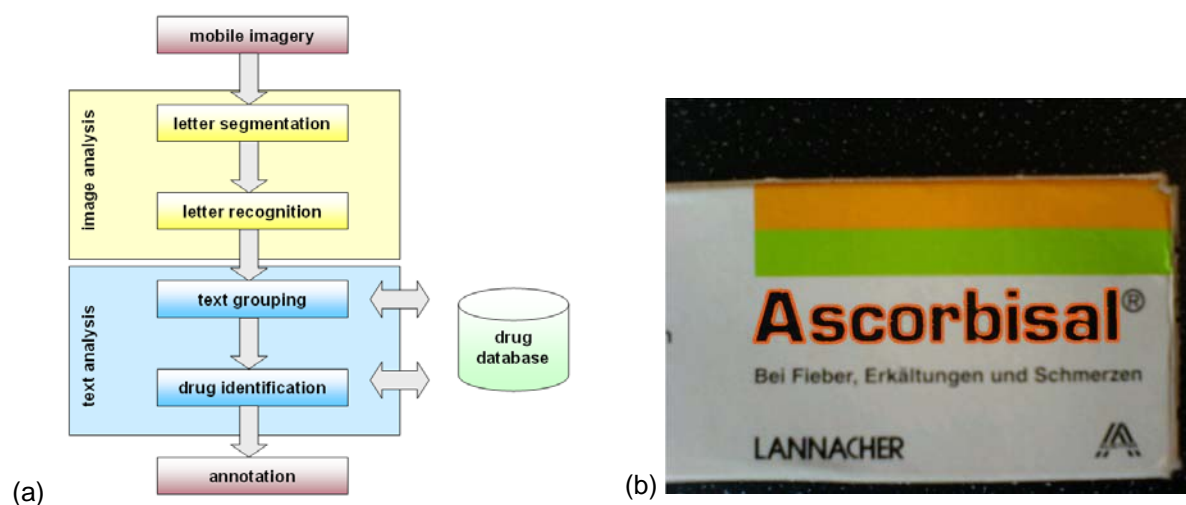 mobile imagery
image analysis
letter segmentation
letter recognition
text analysis
text grouping
drug identification
drug
database
annotation
(a)
Ascorbisal®
Bei Fieber, Erkältungen und Schmerzen
LANNACHER
(b)